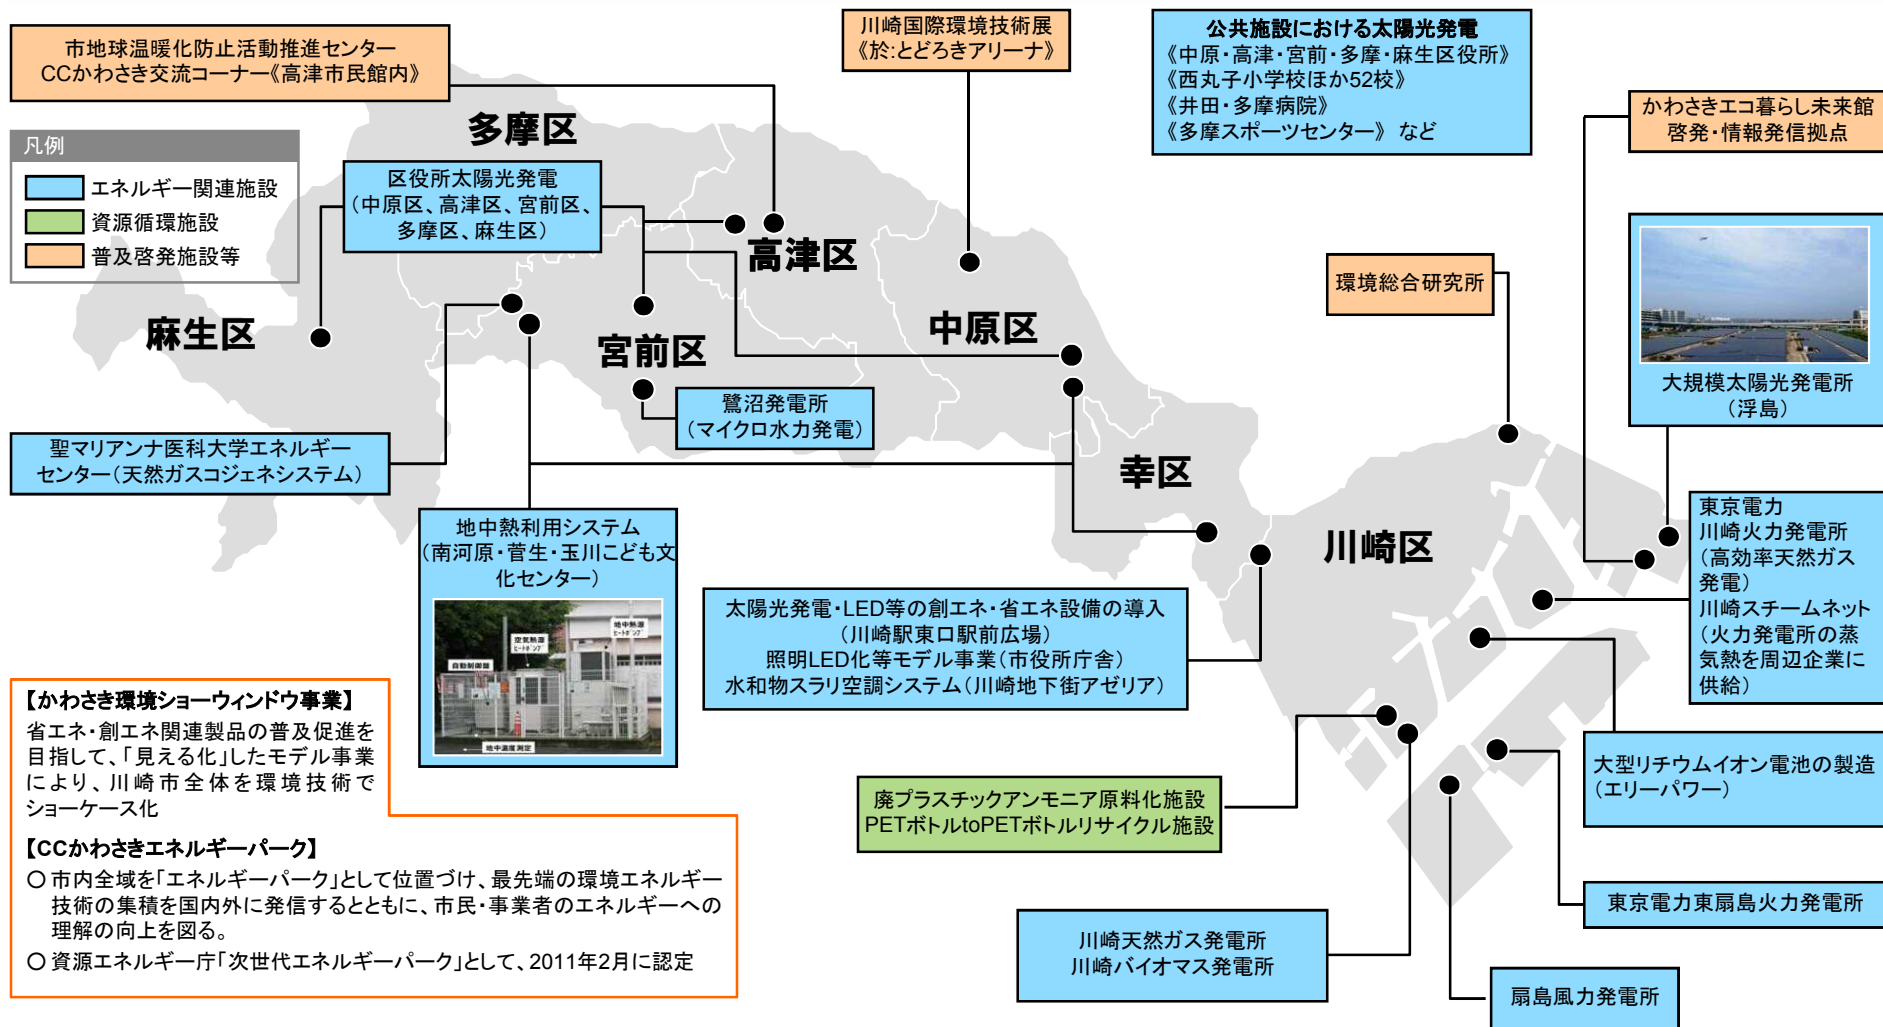 市地球温暖化防止活動推進センター
CCかわさき交流コーナー《高津市民館内》
川崎国際環境技術展
《於:とどろきアリーナ》
公共施設における太陽光発電
《中原・高津・宮前・多摩・麻生区役所》
《西丸子小学校ほか52校》
《井田・多摩病院》
《多摩スポーツセンター》 など
かわさきエコ暮らし未来館
啓発・情報発信拠点
凡例
エネルギー関連施設
資源循環施設
普及啓発施設等
多摩区
区役所太陽光発電
(中原区、高津区、宮前区、
多摩区、麻生区)
高津区
環境総合研究所
麻生区
宮前区
中原区
大規模太陽光発電所
(浮島)
鷺沼発電所
(マイクロ水力発電)
聖マリアンナ医科大学エネルギー
センター(天然ガスコジェネシステム)
幸区
川崎区
地中熱利用システム
(南河原・菅生・玉川こども文
化センター)
地中熱源
ヒートポンプ
空気熱源
ヒートポンプ
自動制御盤
地中温度測定
東京電力
川崎火力発電所
(高効率天然ガス
発電)
川崎スチームネット
(火力発電所の蒸
気熱を周辺企業に
供給)
太陽光発電・LED等の創エネ・省エネ設備の導入
(川崎駅東口駅前広場)
照明LED化等モデル事業(市役所庁舎)
水和物スラリ空調システム(川崎地下街アゼリア)
【かわさき環境ショーウィンドウ事業】
省エネ・創エネ関連製品の普及促進を
目指して、「見える化」したモデル事業
により、川崎市全体を環境技術で
ショーケース化
【CCかわさきエネルギーパーク】
○市内全域を「エネルギーパーク」として位置づけ、最先端の環境エネルギー
技術の集積を国内外に発信するとともに、市民・事業者のエネルギーへの
理解の向上を図る。
○資源エネルギー庁「次世代エネルギーパーク」として、2011年2月に認定
大型リチウムイオン電池の製造
(エリーパワー)
廃プラスチックアンモニア原料化施設
PETボトルtoPETボトルリサイクル施設
東京電力東扇島火力発電所
川崎天然ガス発電所
川崎バイオマス発電所
扇島風力発電所